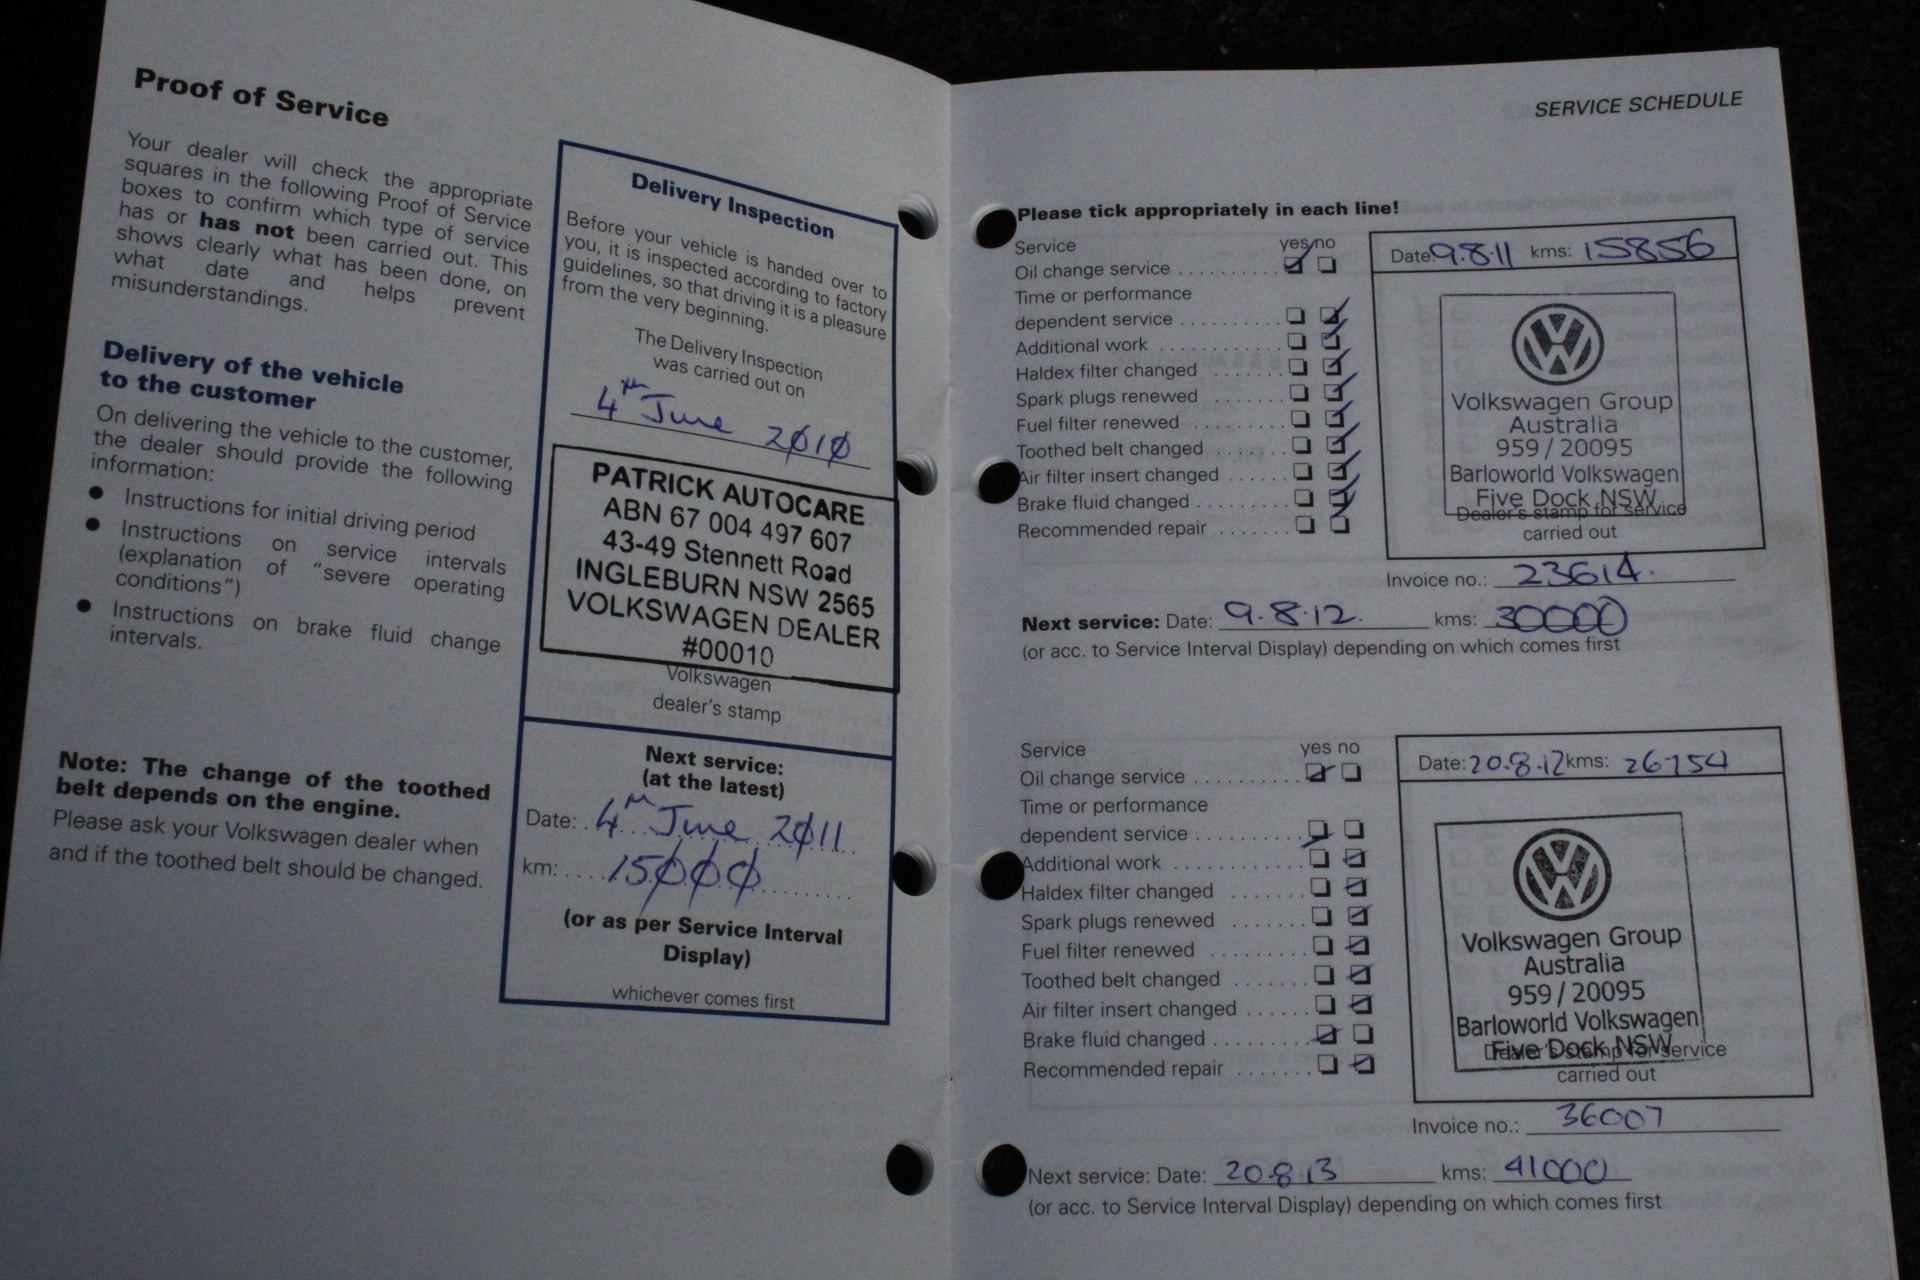 Proof of Service
Your dealer will check the appropriate
squares in the following Proof of Service
boxes to confirm which type of service
has or has not been carried out. This
shows clearly what has been done, on
what date and helps prevent
misunderstandings.
Delivery of the vehicle
to the customer
On delivering the vehicle to the customer,
the dealer should provide the following
information:
● Instructions for initial driving period
● Instructions on service intervals
(explanation of "severe operating
conditions")
● Instructions on brake fluid change
intervals.
Note: The change of the toothed
belt depends on the engine.
Please ask your Volkswagen dealer when
and if the toothed belt should be changed.
Delivery Inspection
Before your vehicle is handed over to
you, it is inspected according to factory
guidelines, so that driving it is a pleasure
from the very beginning.
The Delivery Inspection
was carried out on
4th June 2010
PATRICK AUTOCARE
ABN 67 004 497 607
43-49 Stennett Road
INGLEBURN NSW 2565
VOLKSWAGEN DEALER
#00010
Volkswagen
dealer's stamp
Next service:
(at the latest)
Date: 4th June 2011
km: 15000
(or as per Service Interval
Display)
whichever comes first
SERVICE SCHEDULE
Please tick appropriately in each line!
Service yes no
Oil change service
Time or performance
dependent service
Additional work
Haldex filter changed
Spark plugs renewed
Fuel filter renewed
Toothed belt changed
Air filter insert changed
Brake fluid changed
Recommended repair
Date: 9.8.11 kms: 15856
Volkswagen Group
Australia
959 / 20095
Barloworld Volkswagen
Five Dock NSW
Dealer's stamp for service
carried out
Invoice no.: 23614.
Next service: Date: 9.8.12. kms: 30000
(or acc. to Service Interval Display) depending on which comes first
Service yes no
Oil change service
Time or performance
dependent service
Additional work
Haldex filter changed
Spark plugs renewed
Fuel filter renewed
Toothed belt changed
Air filter insert changed
Brake fluid changed
Recommended repair
Date: 20.8.12 kms: 26754
Volkswagen Group
Australia
959 / 20095
Barloworld Volkswagen
Five Dock NSW
Dealer's stamp for service
carried out
Invoice no.: 36007
Next service: Date: 20.8.13 kms: 41000
(or acc. to Service Interval Display) depending on which comes first